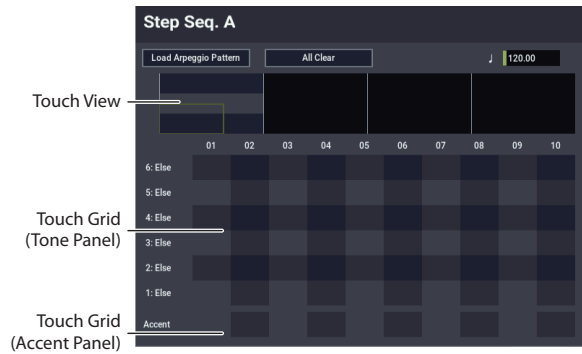 Step Seq. A
Load Arpeggio Pattern All Clear ♩ 120.00
Touch View
01 02 03 04 05 06 07 08 09 10
6: Else
5: Else
Touch Grid
(Tone Panel)
4: Else
3: Else
2: Else
1: Else
Touch Grid
(Accent Panel)
Accent